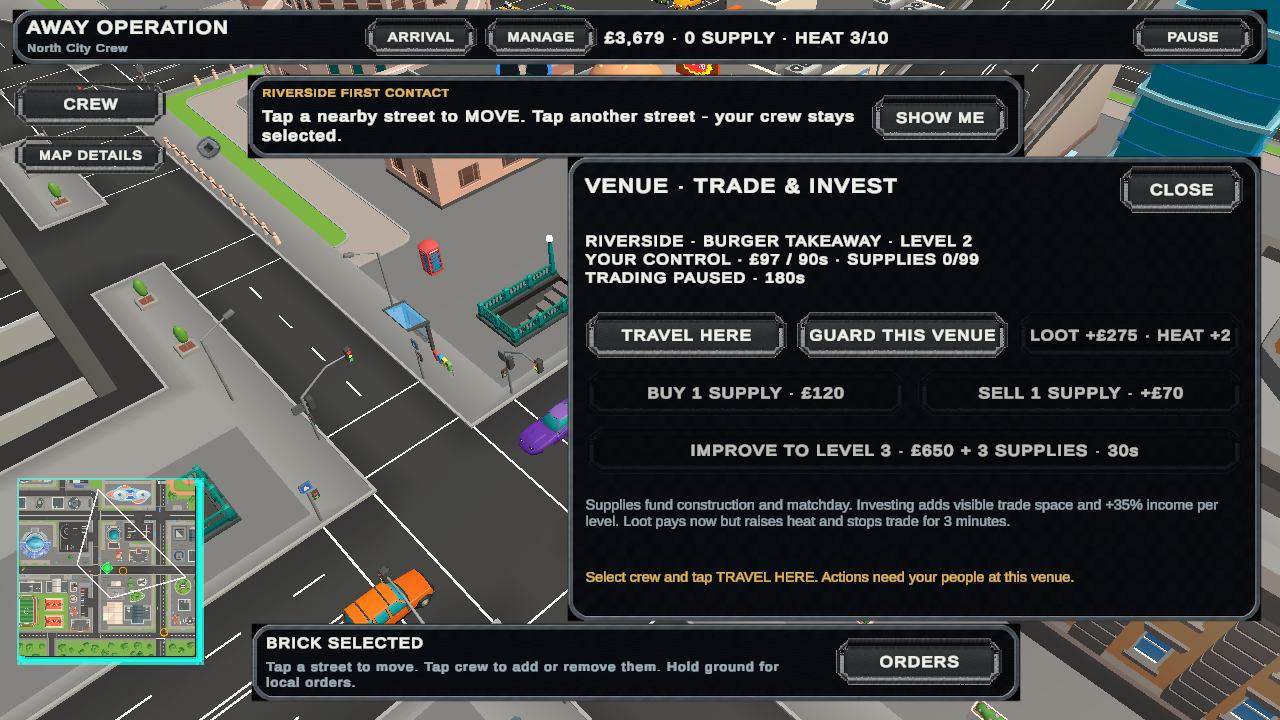 AWAY OPERATION
North City Crew
ARRIVAL
MANAGE
£3,679 · 0 SUPPLY · HEAT 3/10
PAUSE
CREW
MAP DETAILS
RIVERSIDE FIRST CONTACT
Tap a nearby street to MOVE. Tap another street - your crew stays
selected.
SHOW ME
VENUE · TRADE & INVEST
CLOSE
RIVERSIDE · BURGER TAKEAWAY · LEVEL 2
YOUR CONTROL · £97 / 90s · SUPPLIES 0/99
TRADING PAUSED · 180s
TRAVEL HERE
GUARD THIS VENUE
LOOT +£275 · HEAT +2
BUY 1 SUPPLY · £120
SELL 1 SUPPLY · +£70
IMPROVE TO LEVEL 3 · £650 + 3 SUPPLIES · 30s
Supplies fund construction and matchday. Investing adds visible trade space and +35% income per
level. Loot pays now but raises heat and stops trade for 3 minutes.
Select crew and tap TRAVEL HERE. Actions need your people at this venue.
BRICK SELECTED
Tap a street to move. Tap crew to add or remove them. Hold ground for
local orders.
ORDERS